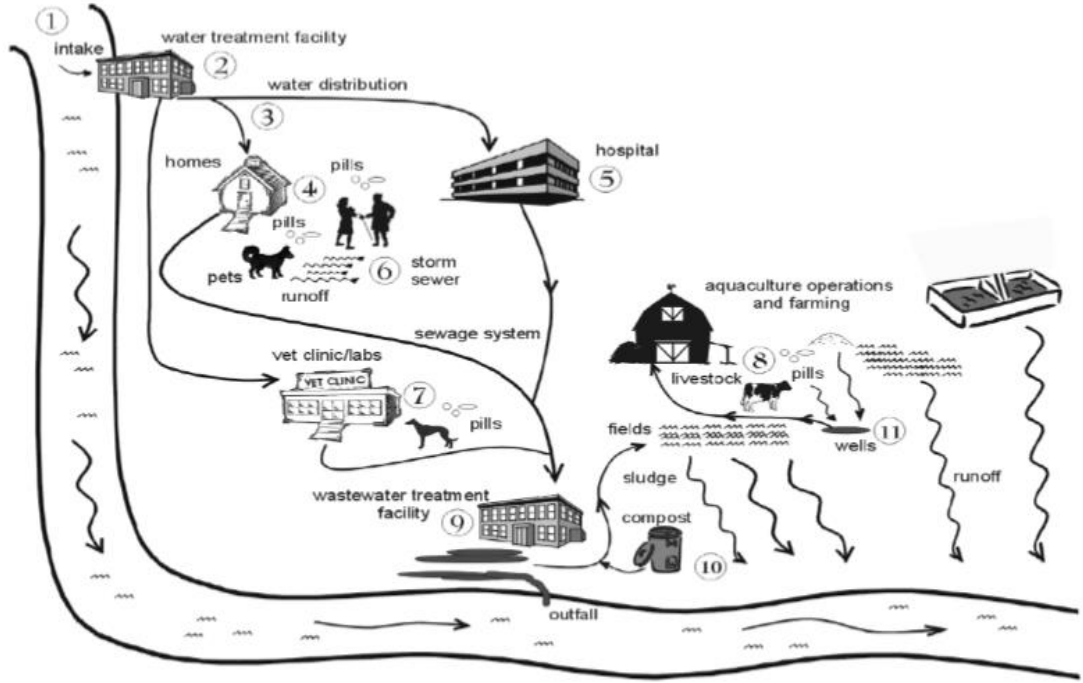 ①
intake
water treatment facility
②
water distribution
③
homes
④
pills
hospital
⑤
pills
pets
⑥
storm
sewer
runoff
sewage system
aquaculture operations
and farming
vet clinic/labs
VET CLINIC
⑦
pills
livestock
⑧
pills
fields
wells
⑪
sludge
runoff
wastewater treatment
facility
⑨
compost
⑩
outfall